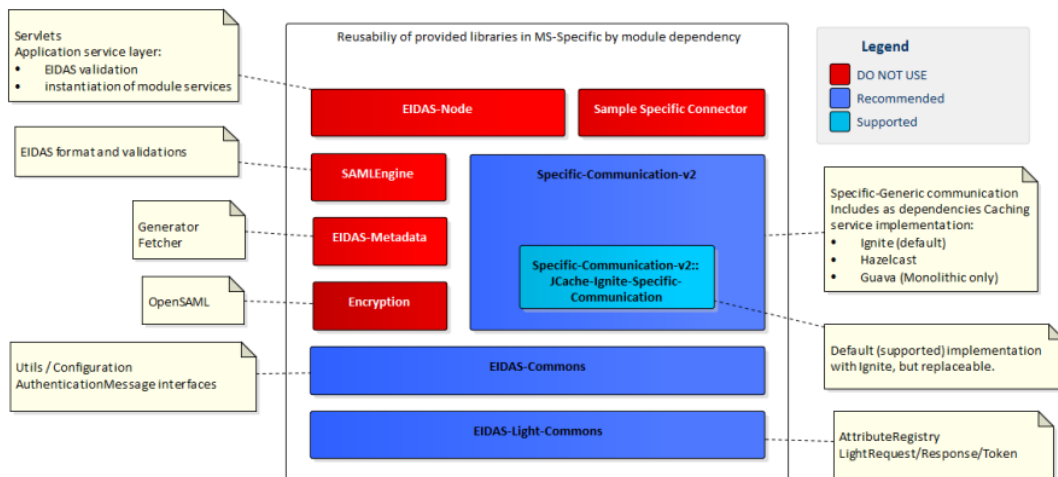 Servlets
Application service layer:
• EIDAS validation
• instantiation of module services
EIDAS format and validations
Generator
Fetcher
OpenSAML
Utils / Configuration
AuthenticationMessage interfaces
Reusabiliy of provided libraries in MS-Specific by module dependency
EIDAS-Node
Sample Specific Connector
SAMLEngine
EIDAS-Metadata
Encryption
Specific-Communication-v2
Specific-Communication-v2::
JCache-Ignite-Specific-
Communication
EIDAS-Commons
EIDAS-Light-Commons
Legend
DO NOT USE
Recommended
Supported
Specific-Generic communication
Includes as dependencies Caching
service implementation:
• Ignite (default)
• Hazelcast
• Guava (Monolithic only)
Default (supported) implementation
with Ignite, but replaceable.
AttributeRegistry
LightRequest/Response/Token